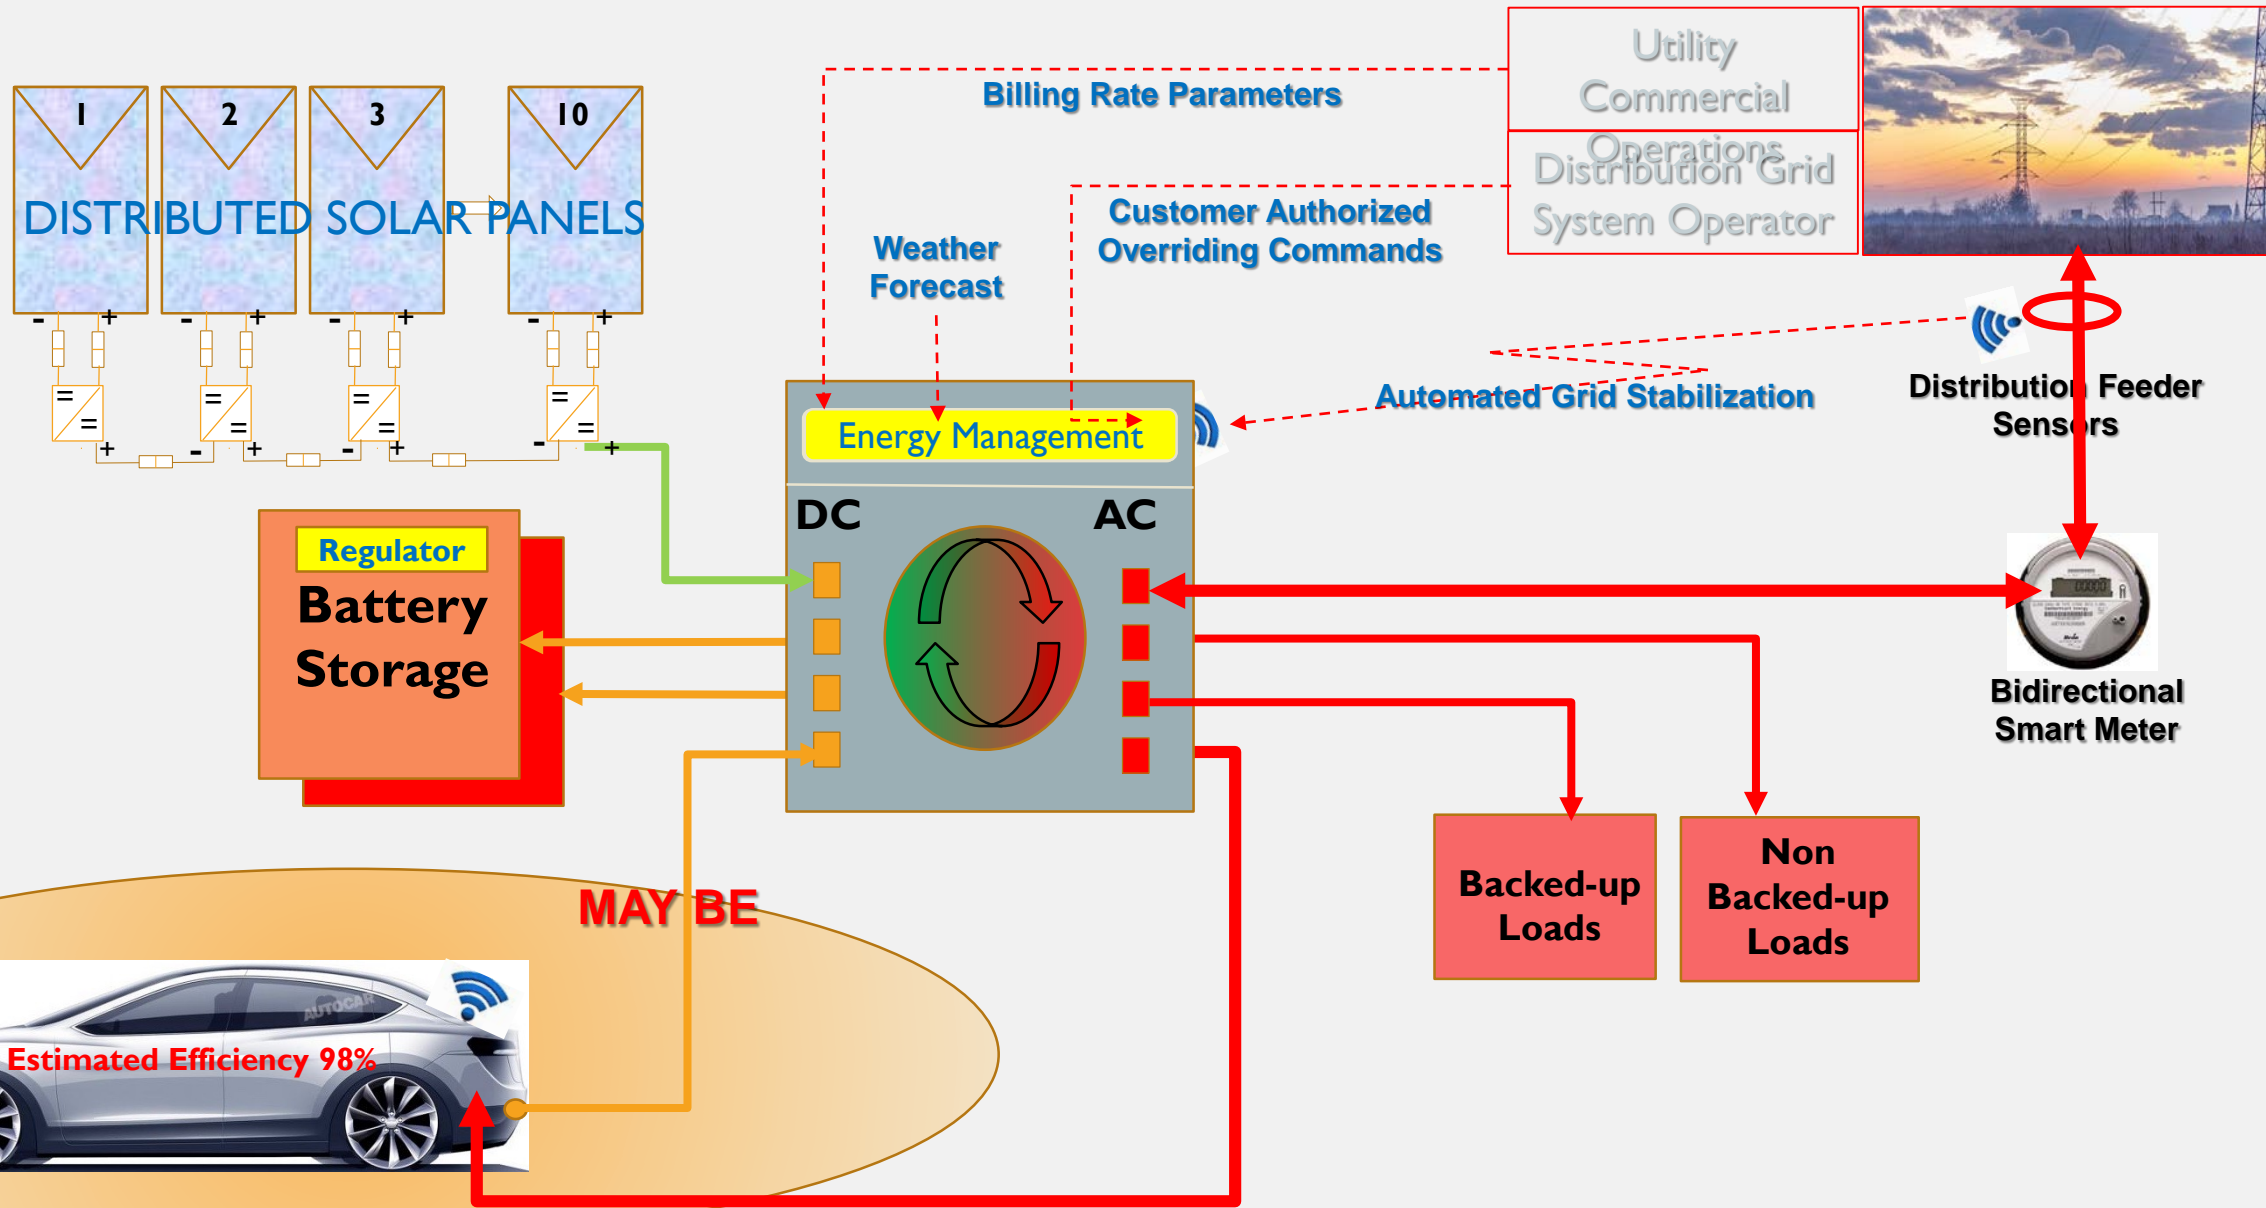 Utility
Commercial
Operations
Distribution Grid
System Operator
Billing Rate Parameters
1
2
3
10
DISTRIBUTED SOLAR PANELS
Customer Authorized
Overriding Commands
Weather
Forecast
- + - + - + - +
= = = =
= = = =
+ - + - + - +
Automated Grid Stabilization
Distribution Feeder
Sensors
Energy Management
DC
AC
Regulator
Battery
Storage
Bidirectional
Smart Meter
Backed-up
Loads
Non
Backed-up
Loads
MAY BE
AUTOCAR
Estimated Efficiency 98%